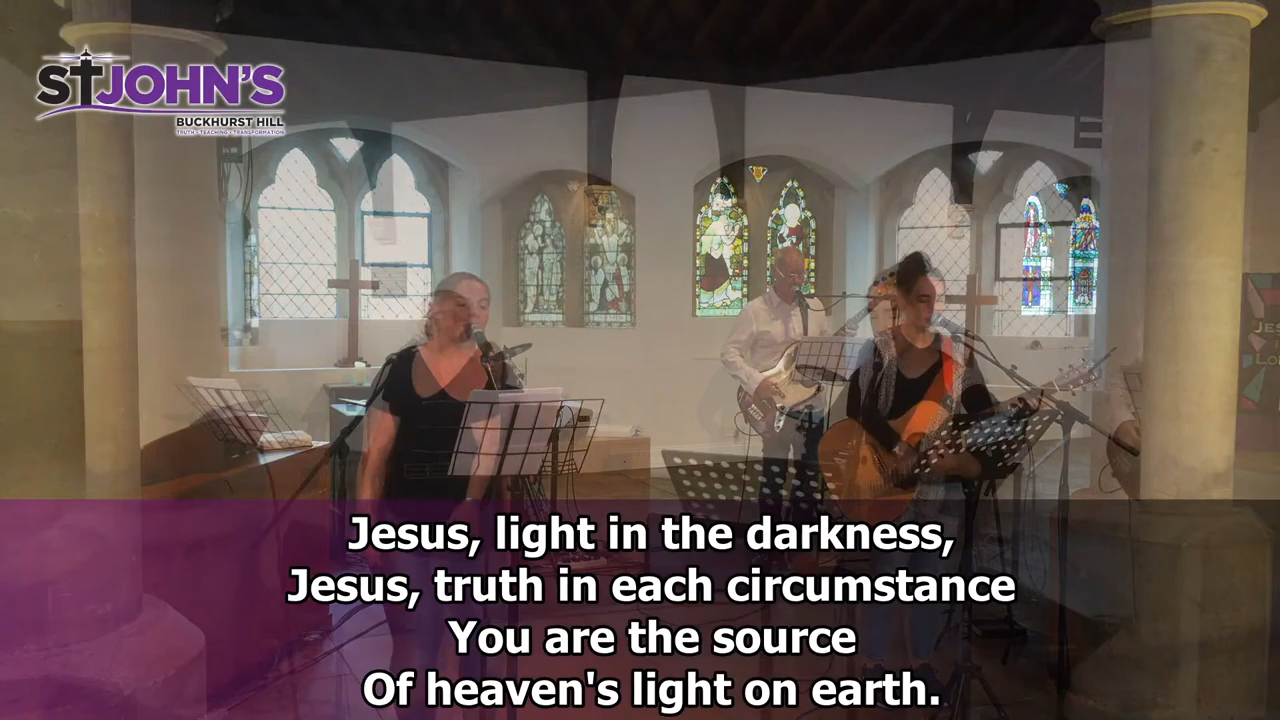 ST JOHN'S
BUCKHURST HILL
TRUTH • TEACHING • TRANSFORMATION
Jesus, light in the darkness,
Jesus, truth in each circumstance
You are the source
Of heaven's light on earth.